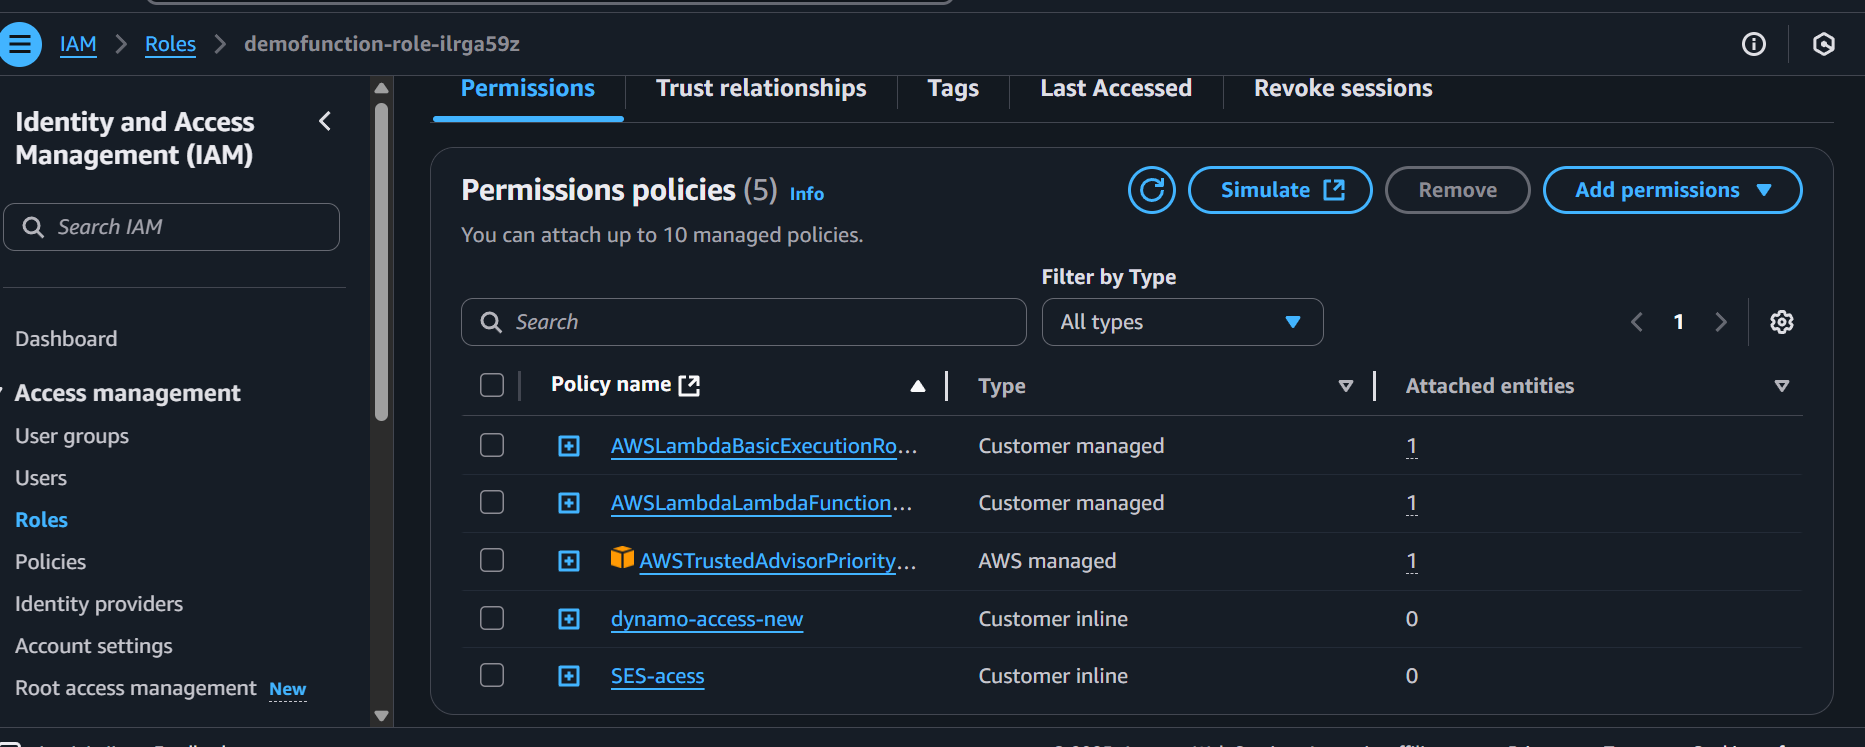 IAM > Roles > demofunction-role-ilrga59z
Identity and Access
Management (IAM)
Search IAM
Dashboard
Access management
User groups
Users
Roles
Policies
Identity providers
Account settings
Root access management New
Permissions Trust relationships Tags Last Accessed Revoke sessions
Permissions policies (5) Info
Simulate Remove Add permissions
You can attach up to 10 managed policies.
Filter by Type
Search All types 1
Policy name Type Attached entities
AWSLambdaBasicExecutionRo... Customer managed 1
AWSLambdaLambdaFunction... Customer managed 1
AWSTrustedAdvisorPriority... AWS managed 1
dynamo-access-new Customer inline 0
SES-acess Customer inline 0